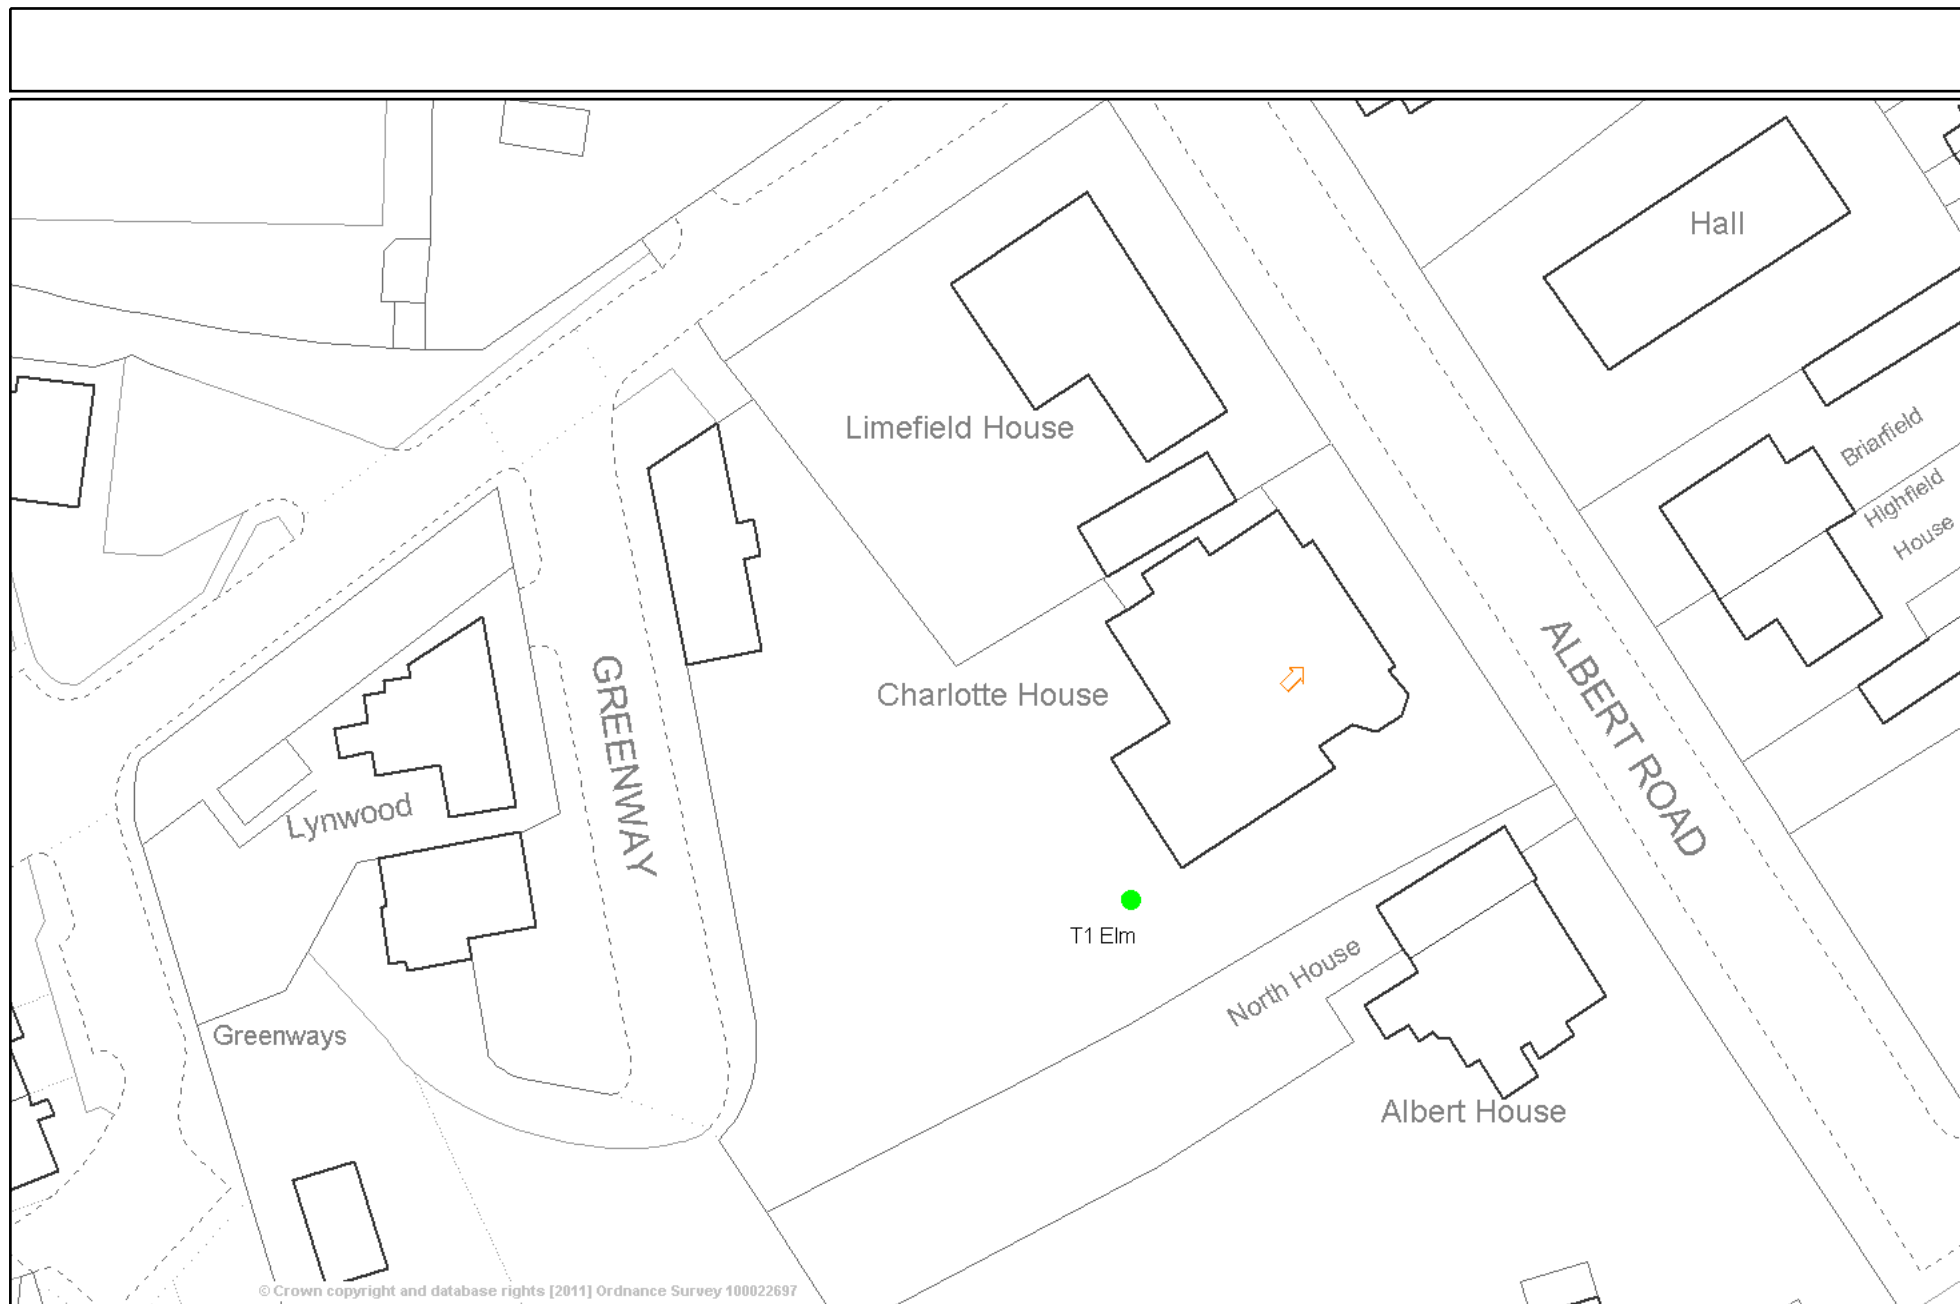 Hall
Limefield House
Briarfield
Highfield
House
Charlotte House
GREENWAY
ALBERT ROAD
Lynwood
T1 Elm
North House
Greenways
Albert House
© Crown copyright and database rights [2011] Ordnance Survey 100022697